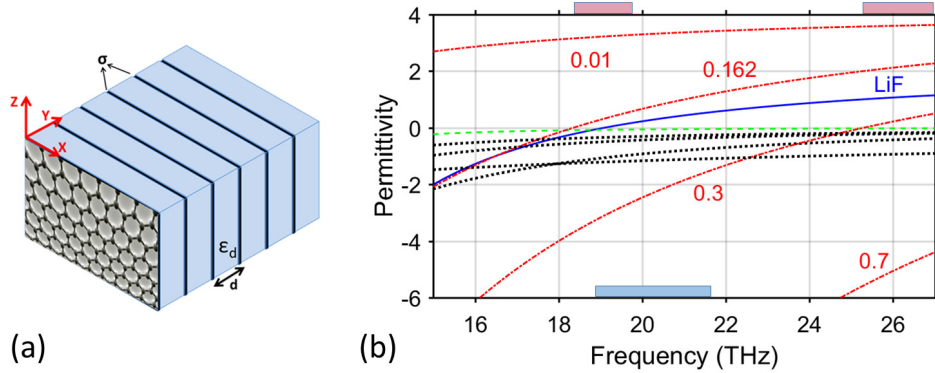 σ
Z
Y
X
ε_d
d
(a)
4
2
0
-2
-4
-6
Permittivity
0.01
0.162
LiF
0.3
0.7
16 18 20 22 24 26
Frequency (THz)
(b)